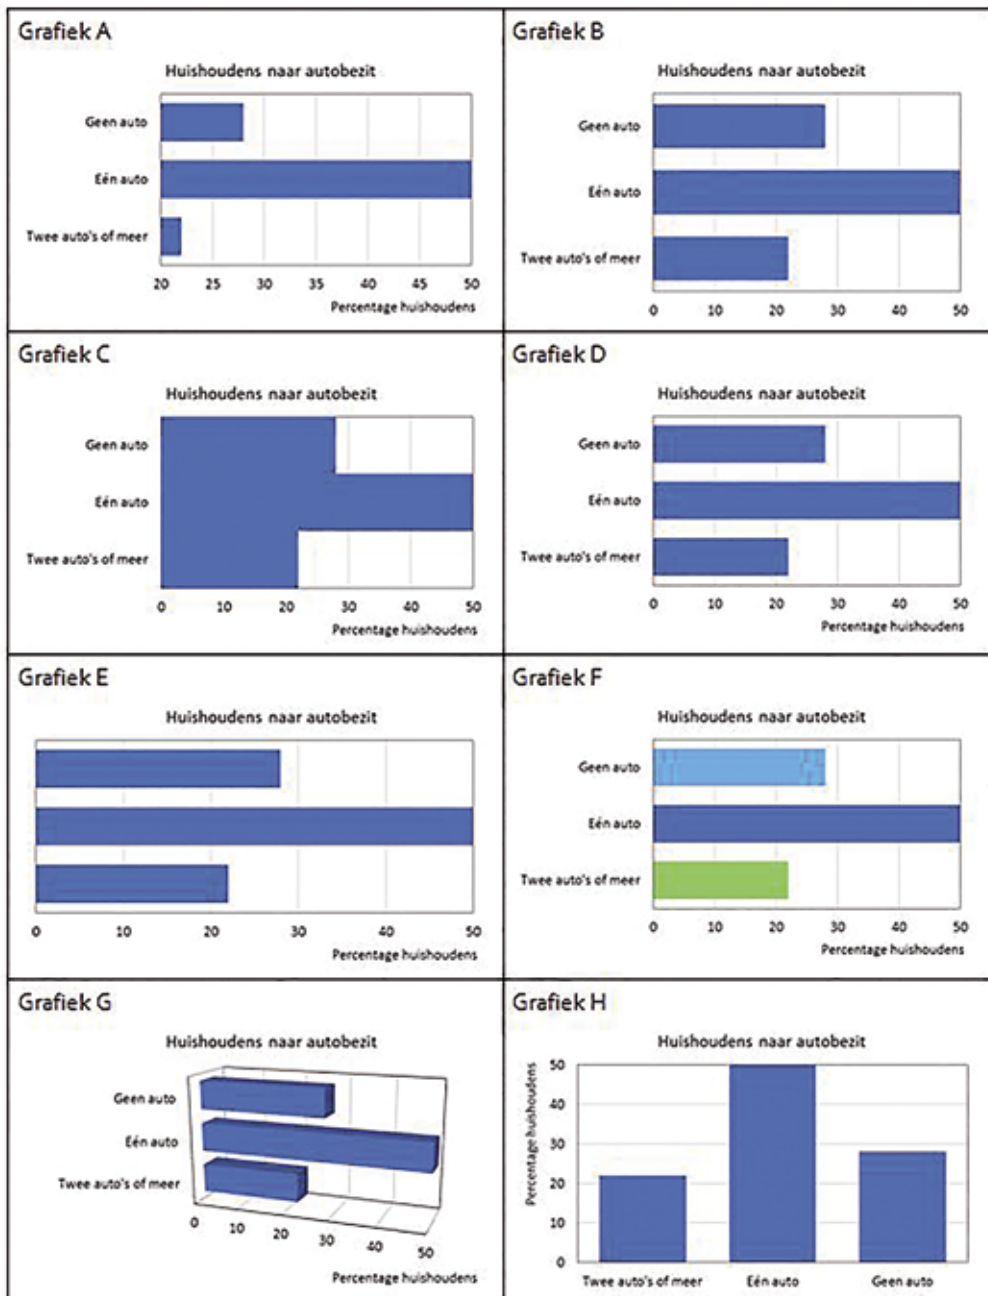 Grafiek A
Huishoudens naar autobezit
Geen auto
Eén auto
Twee auto's of meer
20 25 30 35 40 45 50
Percentage huishoudens
Grafiek B
Huishoudens naar autobezit
Geen auto
Eén auto
Twee auto's of meer
0 10 20 30 40 50
Grafiek C
Huishoudens naar autobezit
Geen auto
Eén auto
Twee auto's of meer
0 10 20 30 40 50
Percentage huishoudens
Grafiek D
Huishoudens naar autobezit
Geen auto
Eén auto
Twee auto's of meer
0 10 20 30 40 50
Percentage huishoudens
Grafiek E
Huishoudens naar autobezit
0 10 20 30 40 50
Percentage huishoudens
Grafiek F
Huishoudens naar autobezit
Geen auto
Eén auto
Twee auto's of meer
0 10 20 30 40 50
Percentage huishoudens
Grafiek G
Huishoudens naar autobezit
Geen auto
Eén auto
Twee auto's of meer
0 10 20 30 40 50
Percentage huishoudens
Grafiek H
Huishoudens naar autobezit
Percentage huishoudens
50
40
30
20
10
0
Twee auto's of meer Eén auto Geen auto